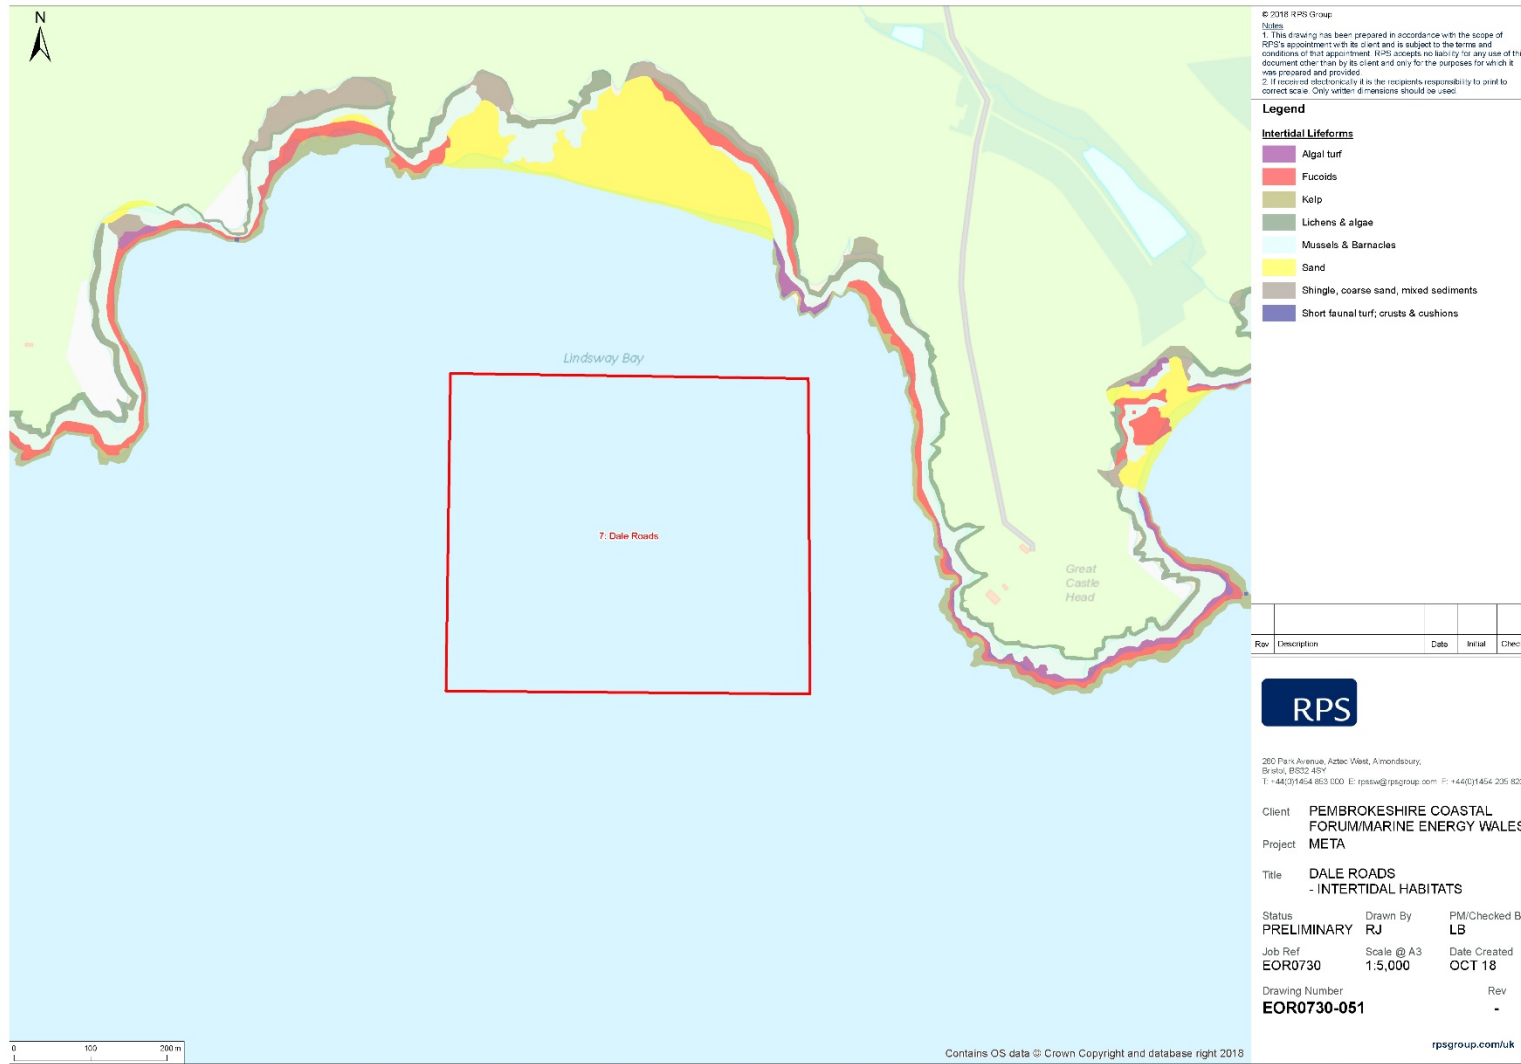 N
Lindsway Bay
7: Dale Roads
Great
Castle
Head
0 100 200 m
Contains OS data © Crown Copyright and database right 2018
© 2018 RPS Group
Notes
1. This drawing has been prepared in accordance with the scope of
RPS's appointment with its client and is subject to the terms and
conditions of that appointment. RPS accepts no liability for any use of thi
document other than by its client and only for the purposes for which it
was prepared and provided.
2. If received electronically it is the recipients responsibility to print to
correct scale. Only written dimensions should be used.
Legend
Intertidal Lifeforms
Algal turf
Fucoids
Kelp
Lichens & algae
Mussels & Barnacles
Sand
Shingle, coarse sand, mixed sediments
Short faunal turf; crusts & cushions
Rev Description Date Initial Chec
RPS
260 Park Avenue, Aztec West, Almondsbury,
Bristol, BS32 4SY
T: +44(0)1454 853 000 E: rpssw@rpsgroup.com F: +44(0)1454 205 820
Client PEMBROKESHIRE COASTAL
FORUM/MARINE ENERGY WALES
Project META
Title DALE ROADS
- INTERTIDAL HABITATS
Status Drawn By PM/Checked B
PRELIMINARY RJ LB
Job Ref Scale @ A3 Date Created
EOR0730 1:5,000 OCT 18
Drawing Number Rev
EOR0730-051 -
rpsgroup.com/uk